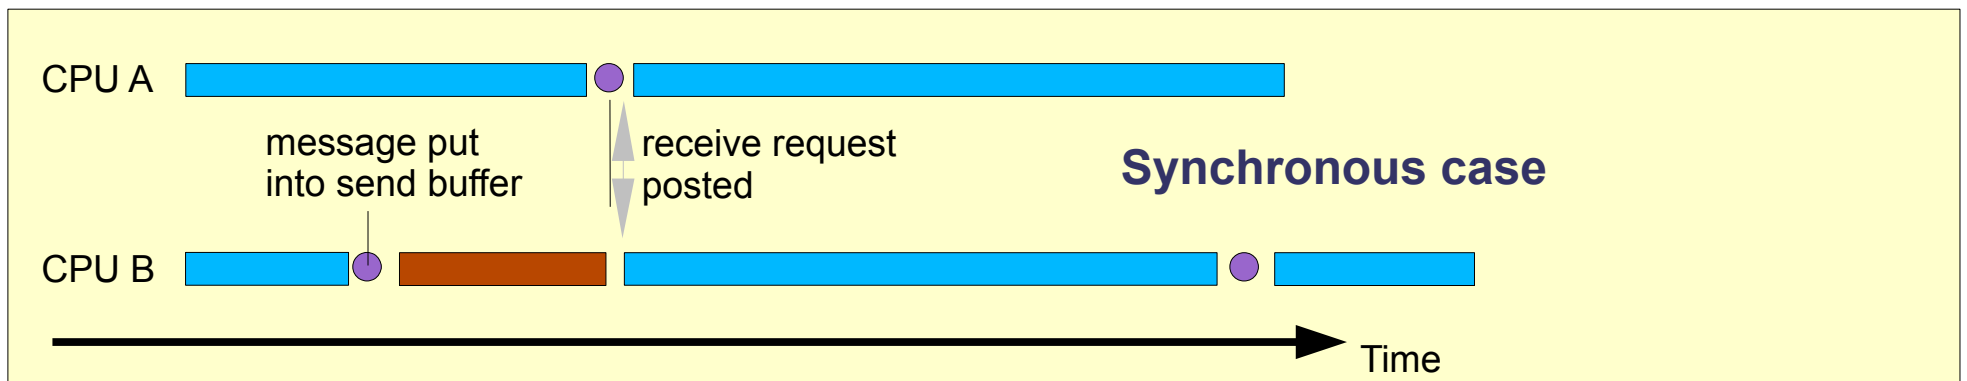 CPU A
message put
into send buffer
receive request
posted
Synchronous case
CPU B
Time